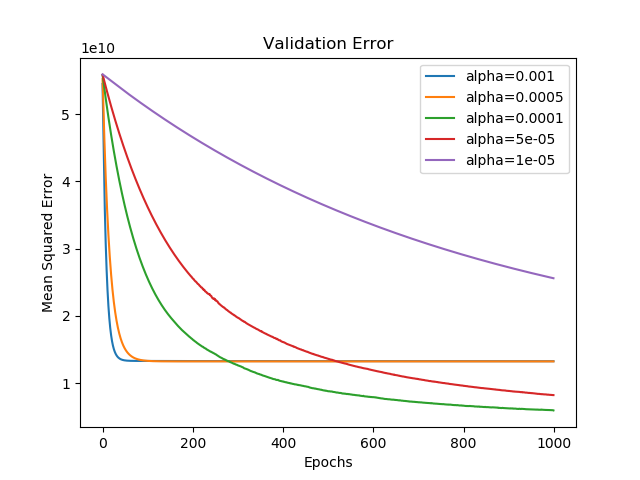 Validation Error
1e10
alpha=0.001
alpha=0.0005
alpha=0.0001
alpha=5e-05
alpha=1e-05
5
4
3
2
1
Mean Squared Error
0 200 400 600 800 1000
Epochs